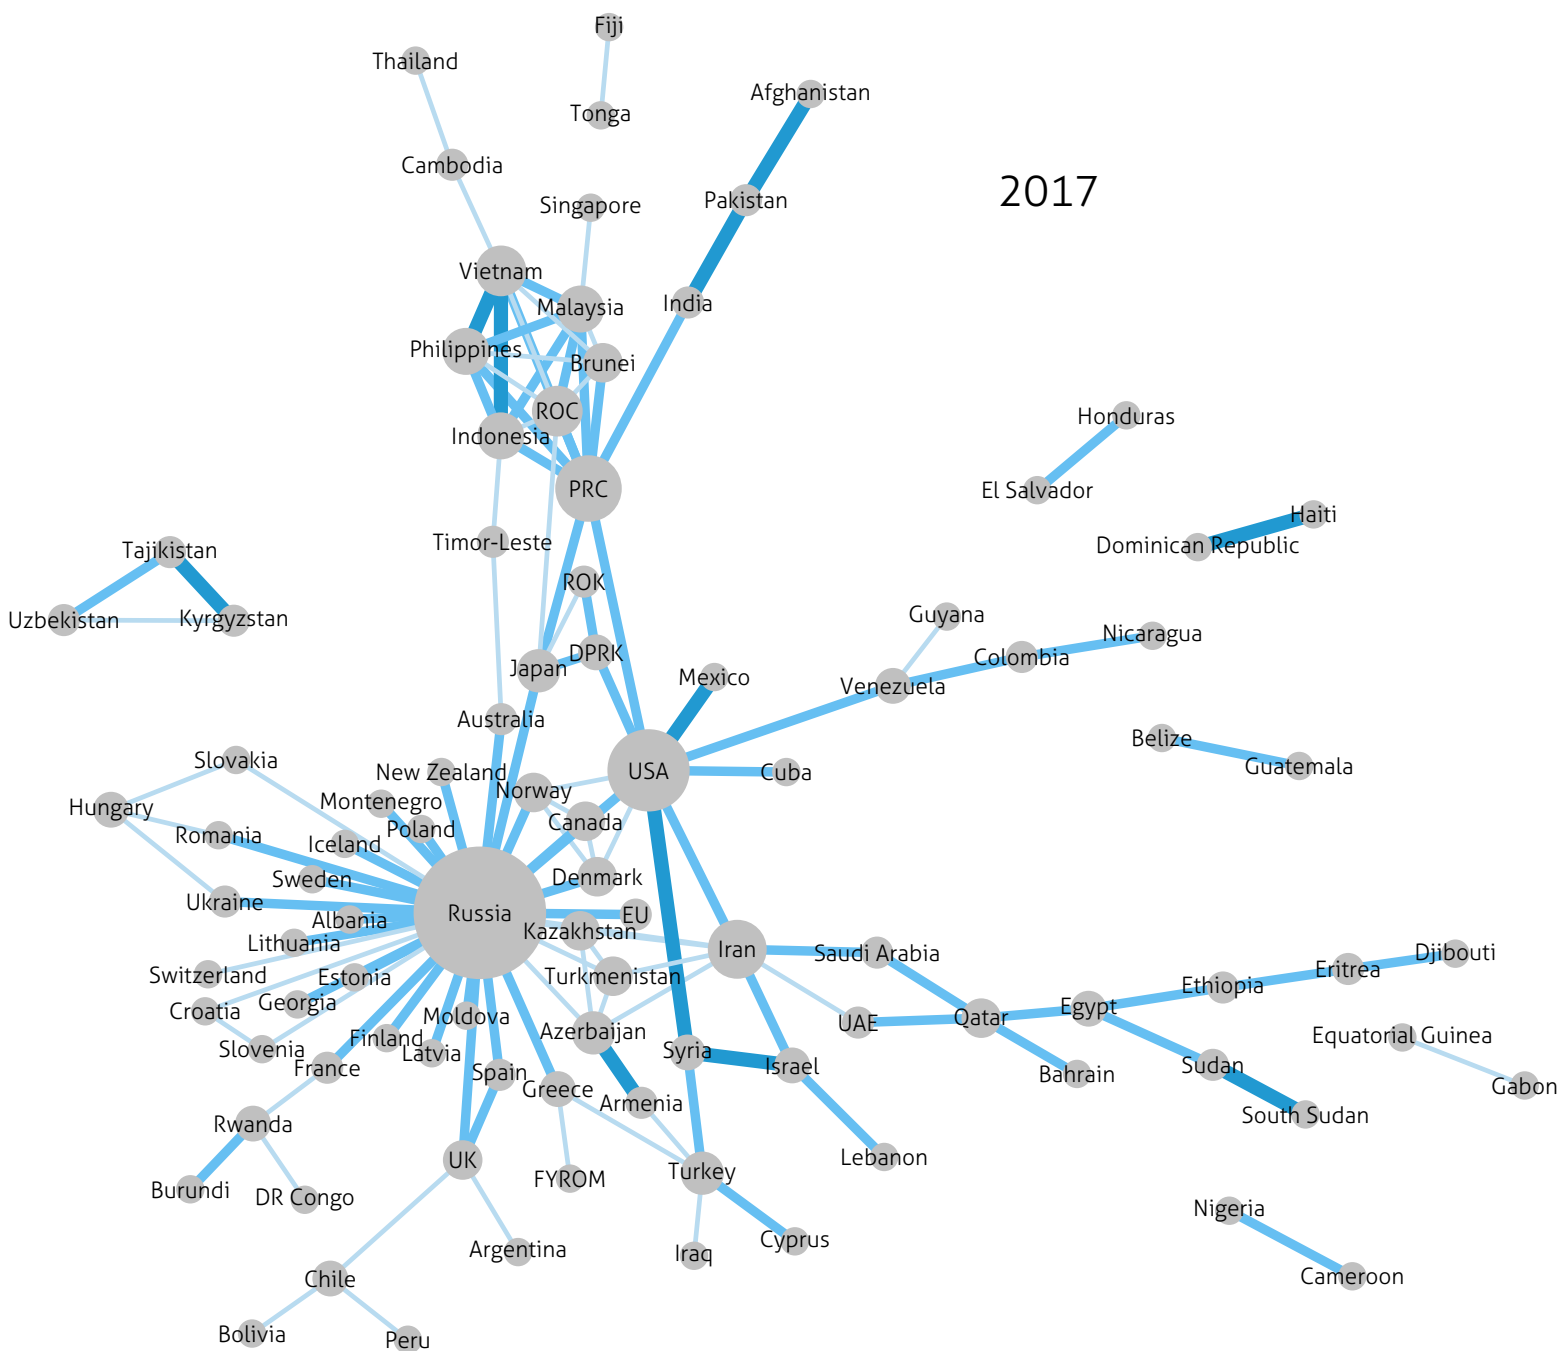 Fiji
Thailand
Afghanistan
Tonga
Cambodia
2017
Pakistan
Singapore
Vietnam
Malaysia
India
Philippines
Brunei
ROC
Honduras
Indonesia
PRC
El Salvador
Haiti
Timor-Leste
Dominican Republic
Tajikistan
ROK
Uzbekistan
Kyrgyzstan
Guyana
Nicaragua
DPRK
Colombia
Japan
Mexico
Venezuela
Australia
Belize
Slovakia
New Zealand
USA
Cuba
Guatemala
Norway
Montenegro
Hungary
Canada
Poland
Romania
Iceland
Denmark
Sweden
Ukraine
Russia
EU
Albania
Kazakhstan
Lithuania
Iran
Saudi Arabia
Djibouti
Switzerland
Estonia
Turkmenistan
Eritrea
Ethiopia
Georgia
Croatia
Moldova
Egypt
Qatar
UAE
Azerbaijan
Finland
Equatorial Guinea
Slovenia
Latvia
Syria
France
Israel
Sudan
Spain
Greece
Bahrain
Gabon
Armenia
South Sudan
Rwanda
UK
Lebanon
Turkey
FYROM
Burundi
DR Congo
Nigeria
Cyprus
Argentina
Iraq
Chile
Cameroon
Bolivia
Peru